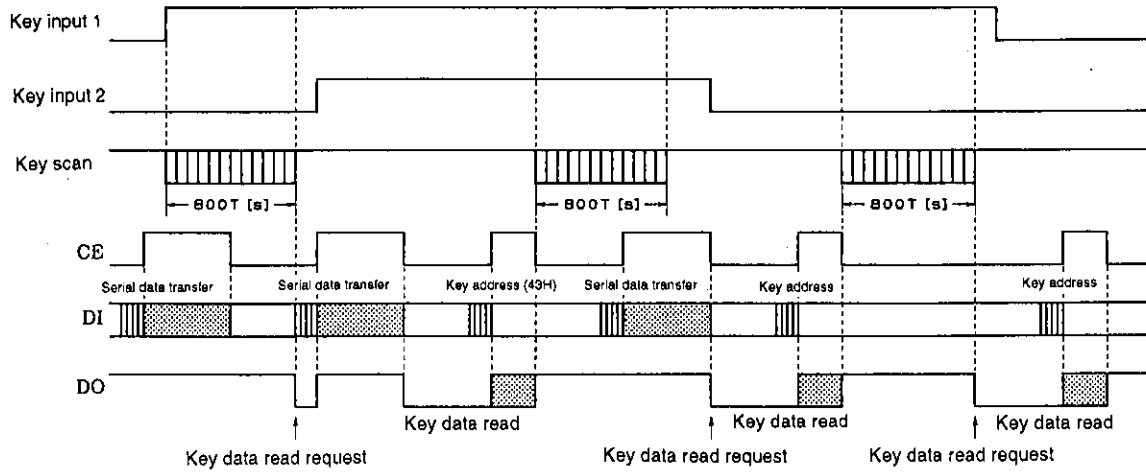 Key input 1
Key input 2
Key scan
800T [s] 800T [s] 800T [s]
CE
Serial data transfer Serial data transfer Key address (43H) Serial data transfer Key address Key address
DI
DO
Key data read Key data read Key data read
Key data read request Key data read request Key data read request